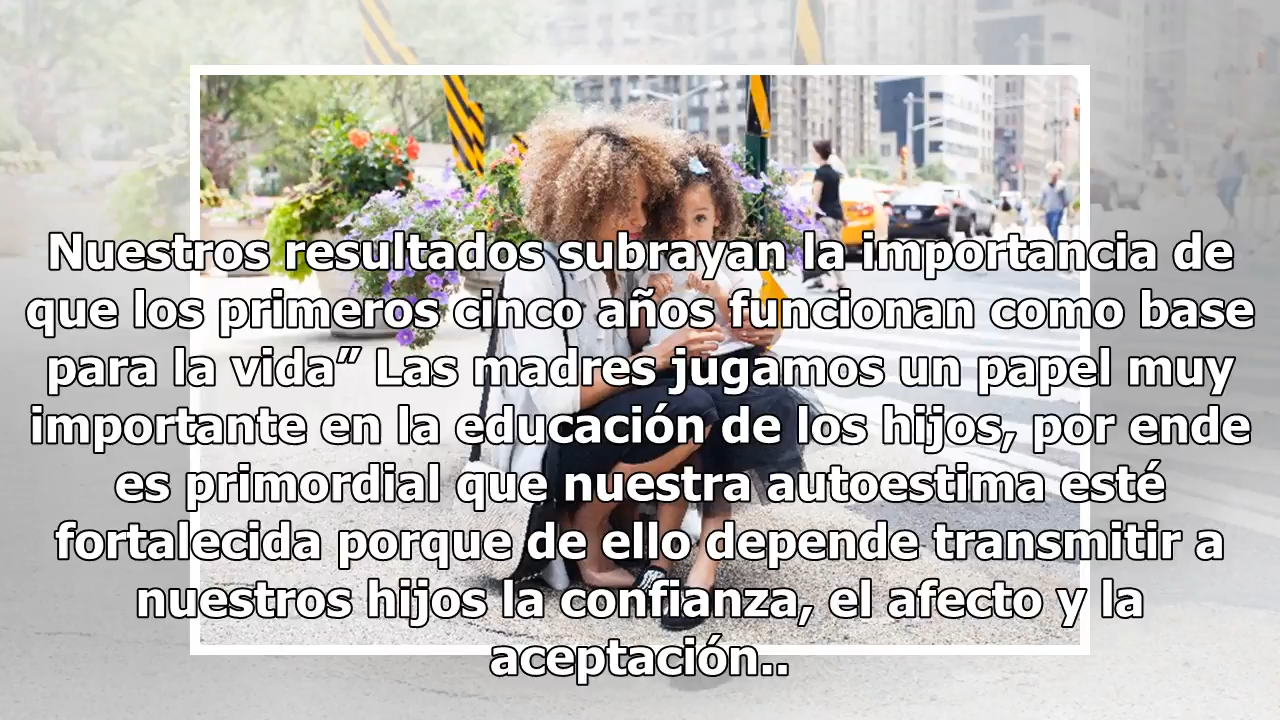 Nuestros resultados subrayan la importancia de
que los primeros cinco años funcionan como base
para la vida” Las madres jugamos un papel muy
importante en la educación de los hijos, por ende
es primordial que nuestra autoestima esté
fortalecida porque de ello depende transmitir a
nuestros hijos la confianza, el afecto y la
aceptación..